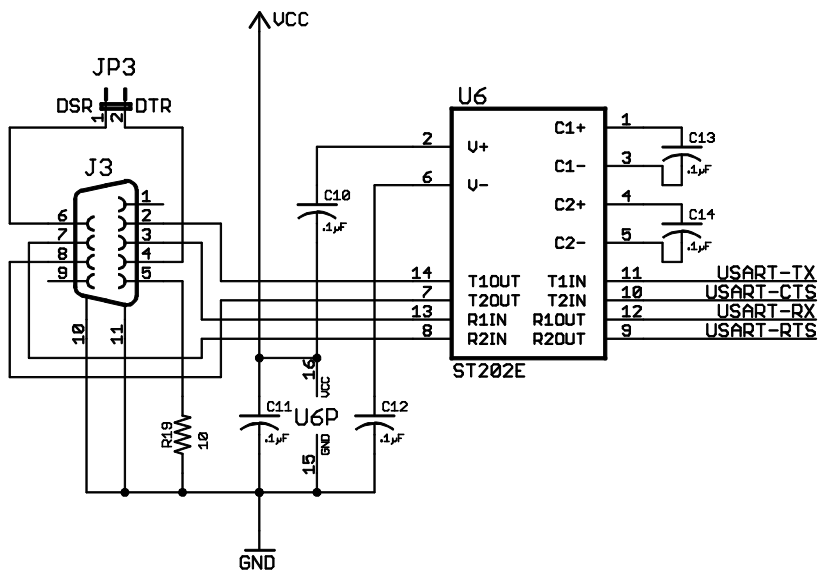 VCC
JP3
DSR
DTR
1
2
U6
J3
2
V+
C1+
1
C13
.1µF
6
V-
C1-
3
C2+
4
C14
.1µF
C2-
5
C10
.1µF
1
6
2
7
3
8
4
9
5
14
T1OUT
T1IN
11
USART-TX
7
T2OUT
T2IN
10
USART-CTS
13
R1IN
R1OUT
12
USART-RX
8
R2IN
R2OUT
9
USART-RTS
10
11
ST202E
16
VCC
C11
.1µF
U6P
C12
.1µF
R19
10
15
GND
GND